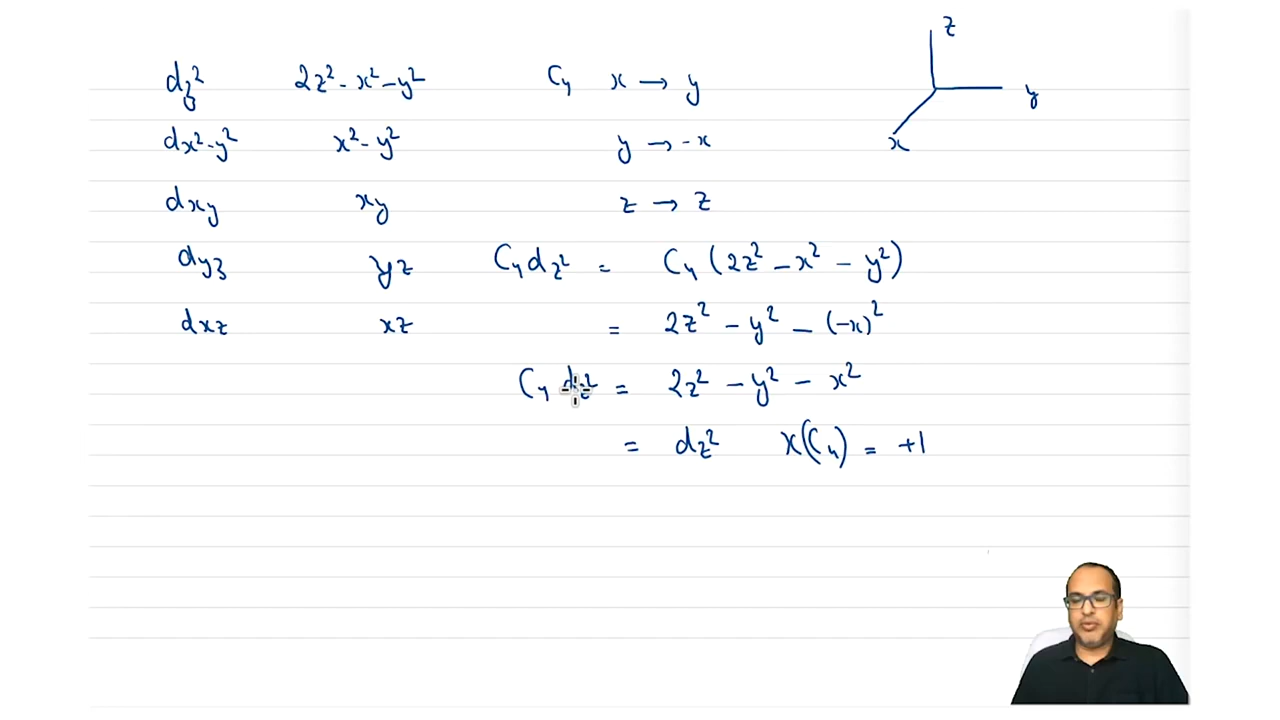 z
dz² 2z² - x² - y² C₄ x → y
y
dx²-y² x² - y² y → -x
x
dxy xy z → z
dyz yz C₄ dz² = C₄ (2z² - x² - y²)
dxz xz = 2z² - y² - (-x)²
C₄ dz² = 2z² - y² - x²
= dz² χ(C₄) = +1